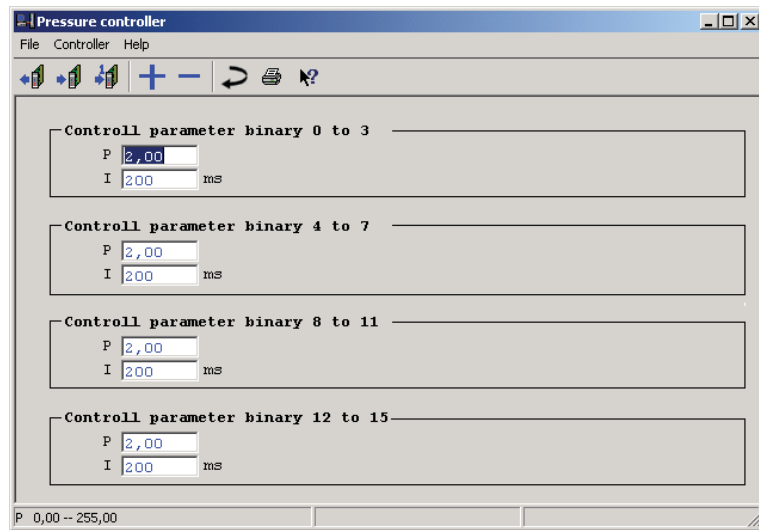 Pressure controller
File Controller Help
1
Controll parameter binary 0 to 3
P 2,00
I 200 ms
Controll parameter binary 4 to 7
P 2,00
I 200 ms
Controll parameter binary 8 to 11
P 2,00
I 200 ms
Controll parameter binary 12 to 15
P 2,00
I 200 ms
P 0,00 -- 255,00